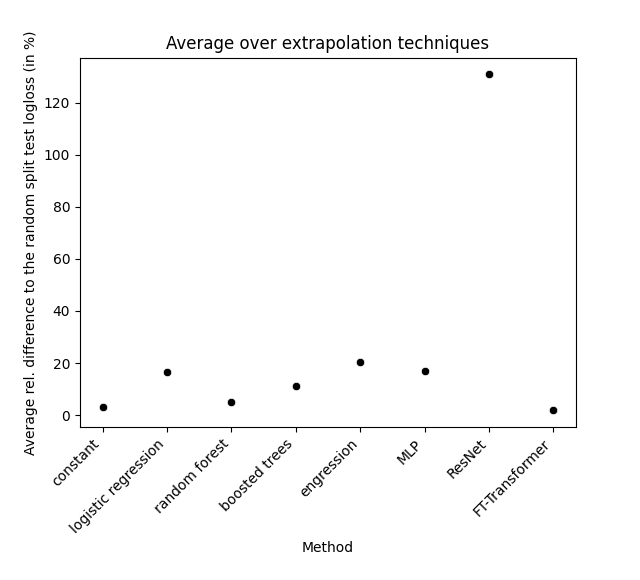 Average over extrapolation techniques
Average rel. difference to the random split test logloss (in %)
120
100
80
60
40
20
0
constant
logistic regression
random forest
boosted trees
engression
MLP
ResNet
FT-Transformer
Method